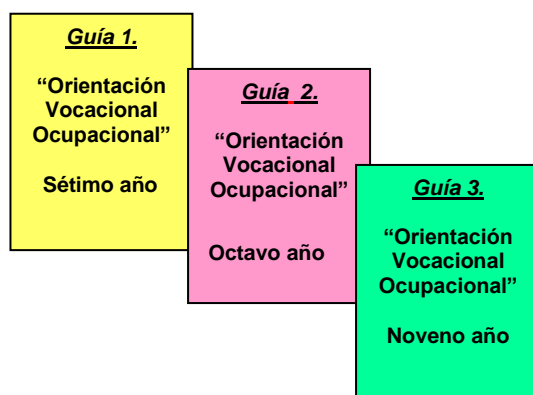 Guía 1.
“Orientación
Vocacional
Ocupacional”
Sétimo año
Guía 2.
“Orientación
Vocacional
Ocupacional”
Octavo año
Guía 3.
“Orientación
Vocacional
Ocupacional”
Noveno año